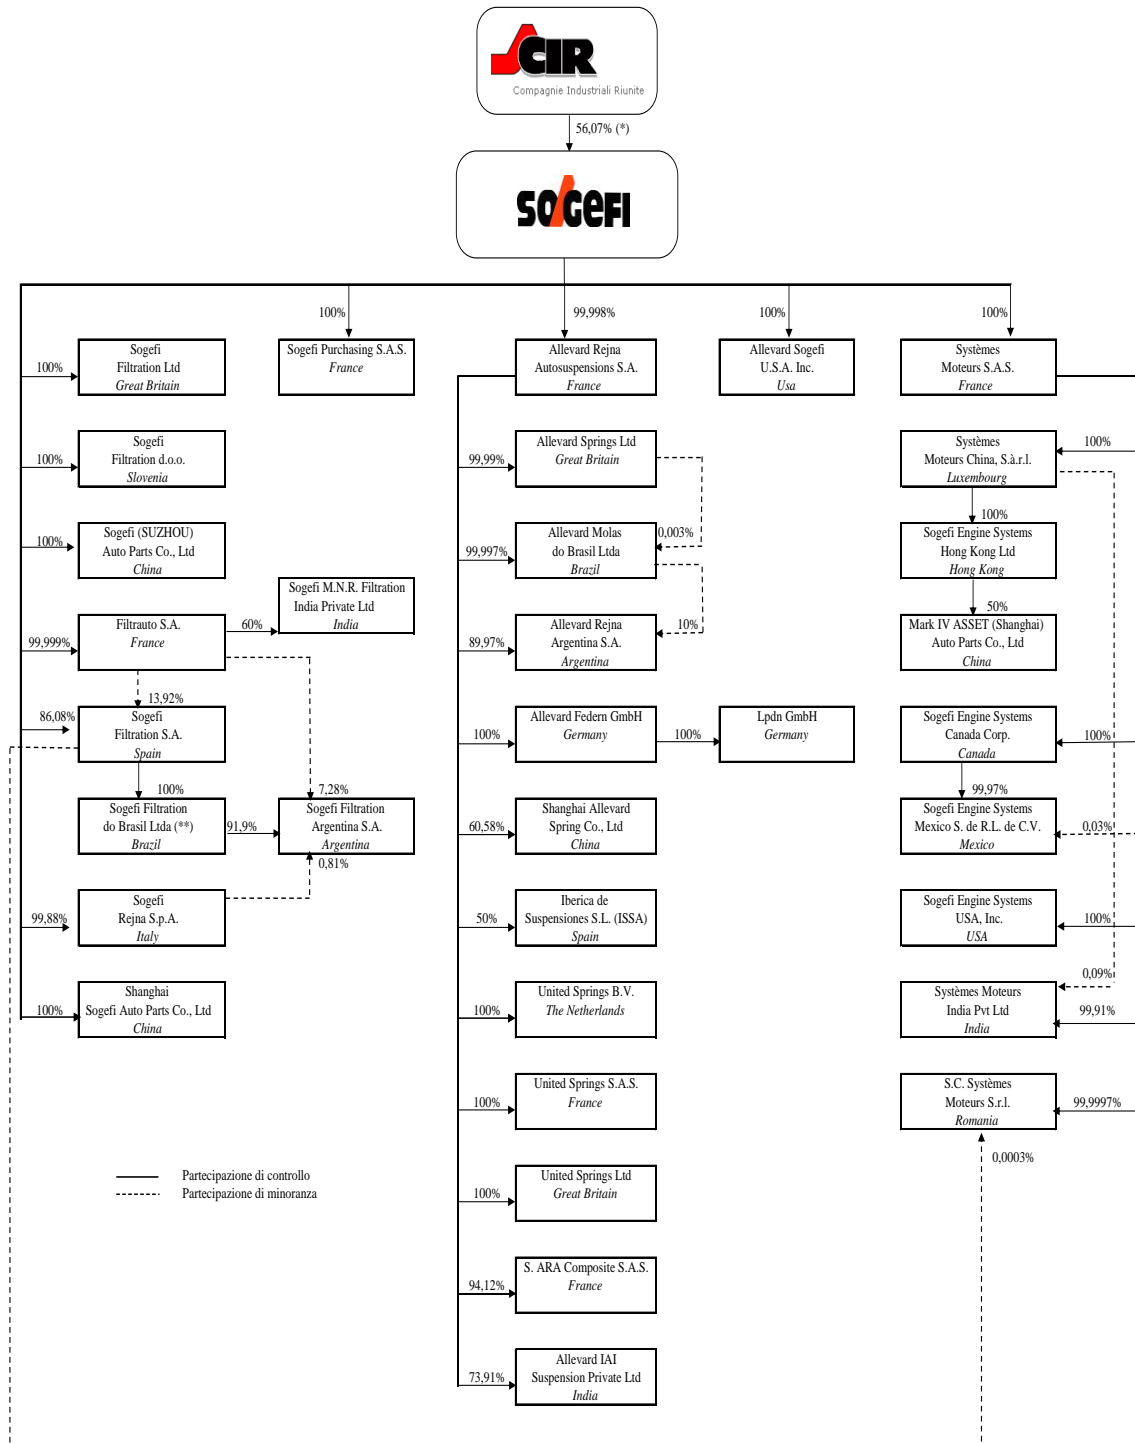 CIR
Compagnie Industriali Riunite
56,07% (*)
SOGEFI
100%
99,998%
100%
100%
Sogefi
Filtration Ltd
Great Britain
100%
Sogefi Purchasing S.A.S.
France
Allevard Rejna
Autosuspensions S.A.
France
Allevard Sogefi
U.S.A. Inc.
Usa
Systèmes
Moteurs S.A.S.
France
100%
Sogefi
Filtration d.o.o.
Slovenia
99,99%
Allevard Springs Ltd
Great Britain
Systèmes
Moteurs China, S.à.r.l.
Luxembourg
100%
100%
100%
Sogefi (SUZHOU)
Auto Parts Co., Ltd
China
99,997%
Allevard Molas
do Brasil Ltda
Brazil
0,003%
Sogefi Engine Systems
Hong Kong Ltd
Hong Kong
50%
Sogefi M.N.R. Filtration
India Private Ltd
India
99,999%
Filtrauto S.A.
France
60%
89,97%
Allevard Rejna
Argentina S.A.
Argentina
10%
Mark IV ASSET (Shanghai)
Auto Parts Co., Ltd
China
13,92%
86,08%
Sogefi
Filtration S.A.
Spain
100%
Allevard Federn GmbH
Germany
100%
Lpdn GmbH
Germany
Sogefi Engine Systems
Canada Corp.
Canada
100%
100%
7,28%
99,97%
Sogefi Filtration
do Brasil Ltda (**)
Brazil
91,9%
Sogefi Filtration
Argentina S.A.
Argentina
0,81%
60,58%
Shanghai Allevard
Spring Co., Ltd
China
Sogefi Engine Systems
Mexico S. de R.L. de C.V.
Mexico
0,03%
99,88%
Sogefi
Rejna S.p.A.
Italy
50%
Iberica de
Suspensiones S.L. (ISSA)
Spain
Sogefi Engine Systems
USA, Inc.
USA
100%
0,09%
100%
Shanghai
Sogefi Auto Parts Co., Ltd
China
100%
United Springs B.V.
The Netherlands
Systèmes Moteurs
India Pvt Ltd
India
99,91%
100%
United Springs S.A.S.
France
S.C. Systèmes
Moteurs S.r.l.
Romania
99,9997%
0,0003%
Partecipazione di controllo
Partecipazione di minoranza
100%
United Springs Ltd
Great Britain
94,12%
S. ARA Composite S.A.S.
France
73,91%
Allevard IAI
Suspension Private Ltd
India